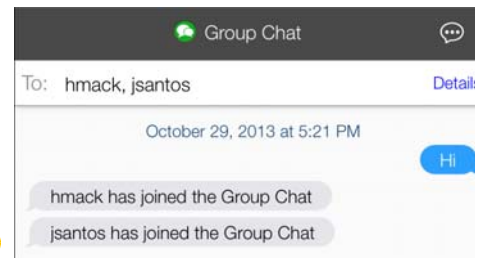 Group Chat
To: hmack, jsantos Detail
October 29, 2013 at 5:21 PM
Hi
hmack has joined the Group Chat
jsantos has joined the Group Chat